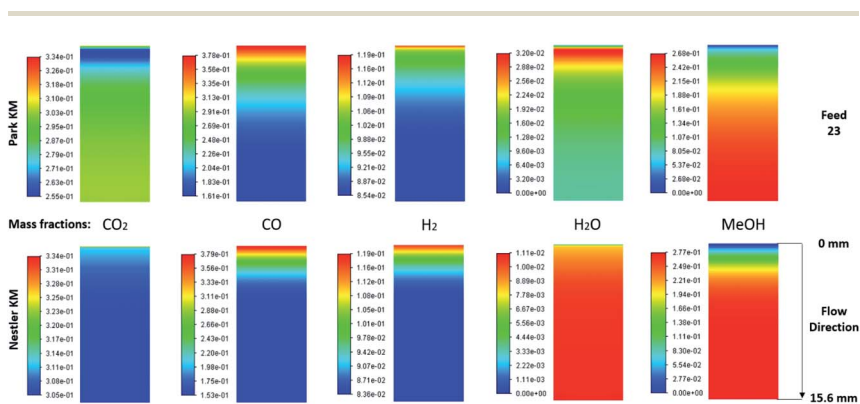 Park KM
3.34e-01
3.26e-01
3.18e-01
3.10e-01
3.03e-01
2.95e-01
2.87e-01
2.79e-01
2.71e-01
2.63e-01
2.55e-01
3.78e-01
3.56e-01
3.35e-01
3.13e-01
2.91e-01
2.69e-01
2.48e-01
2.26e-01
2.04e-01
1.83e-01
1.61e-01
1.19e-01
1.16e-01
1.12e-01
1.09e-01
1.06e-01
1.02e-01
9.88e-02
9.55e-02
9.21e-02
8.87e-02
8.54e-02
3.20e-02
2.88e-02
2.56e-02
2.24e-02
1.92e-02
1.60e-02
1.28e-02
9.60e-03
6.40e-03
3.20e-03
0.00e+00
2.68e-01
2.42e-01
2.15e-01
1.88e-01
1.61e-01
1.34e-01
1.07e-01
8.05e-02
5.37e-02
2.68e-02
0.00e+00
Feed
23
Mass fractions: CO2 CO H2 H2O MeOH
Nestler KM
3.34e-01
3.31e-01
3.28e-01
3.25e-01
3.23e-01
3.20e-01
3.17e-01
3.14e-01
3.11e-01
3.08e-01
3.05e-01
3.79e-01
3.56e-01
3.33e-01
3.11e-01
2.88e-01
2.66e-01
2.43e-01
2.20e-01
1.98e-01
1.75e-01
1.53e-01
1.19e-01
1.16e-01
1.12e-01
1.08e-01
1.05e-01
1.01e-01
9.78e-02
9.42e-02
9.07e-02
8.71e-02
8.36e-02
1.11e-02
9.98e-03
8.87e-03
7.76e-03
6.65e-03
5.54e-03
4.44e-03
3.33e-03
2.22e-03
1.11e-03
0.00e+00
2.77e-01
2.49e-01
2.21e-01
1.94e-01
1.66e-01
1.38e-01
1.11e-01
8.30e-02
5.54e-02
2.77e-02
0.00e+00
0 mm
Flow
Direction
15.6 mm